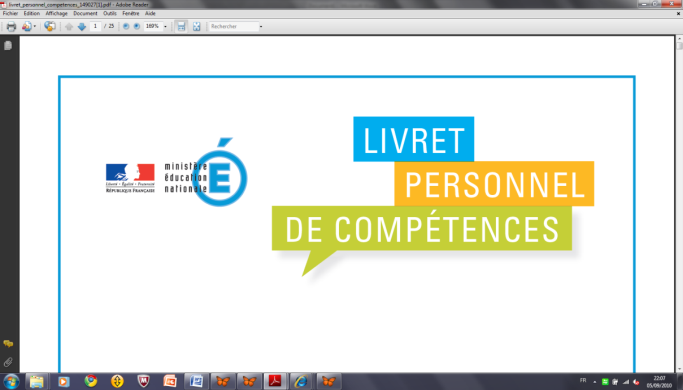 livret_personnel_competences_149027[1].pdf - Adobe Reader
Fichier Edition Affichage Document Outils Fenêtre Aide
1 / 25 169% Rechercher
LIVRET
PERSONNEL
DE COMPÉTENCES
Liberté • Égalité • Fraternité
RÉPUBLIQUE FRANÇAISE
ministère
éducation
nationale
É
FR
22:07
05/09/2010